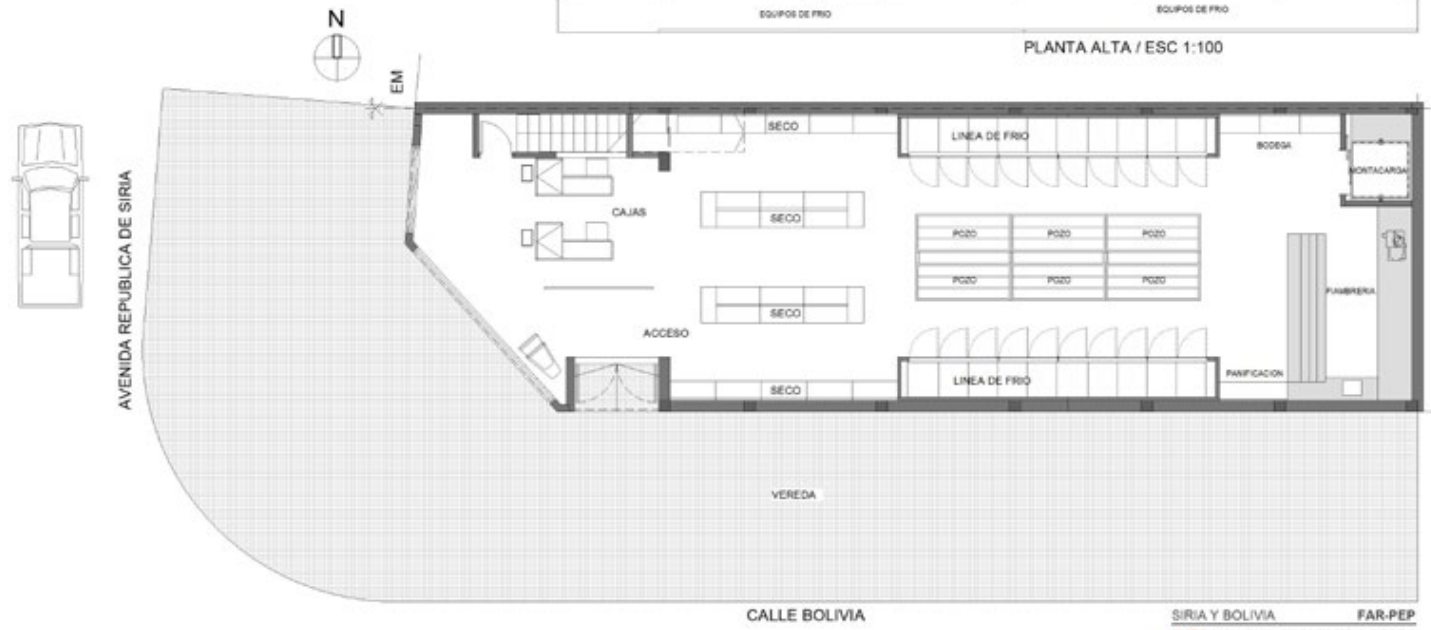 EQUIPOS DE FRIO
EQUIPOS DE FRIO
PLANTA ALTA / ESC 1:100
N
EM
AVENIDA REPUBLICA DE SIRIA
SECO
LINEA DE FRIO
BODEGA
MONTACARGA
CAJAS
SECO
POZO
POZO
POZO
POZO
POZO
POZO
FIAMBRERIA
SECO
ACCESO
SECO
LINEA DE FRIO
PANIFICACION
VEREDA
CALLE BOLIVIA
SIRIA Y BOLIVIA
FAR-PEP